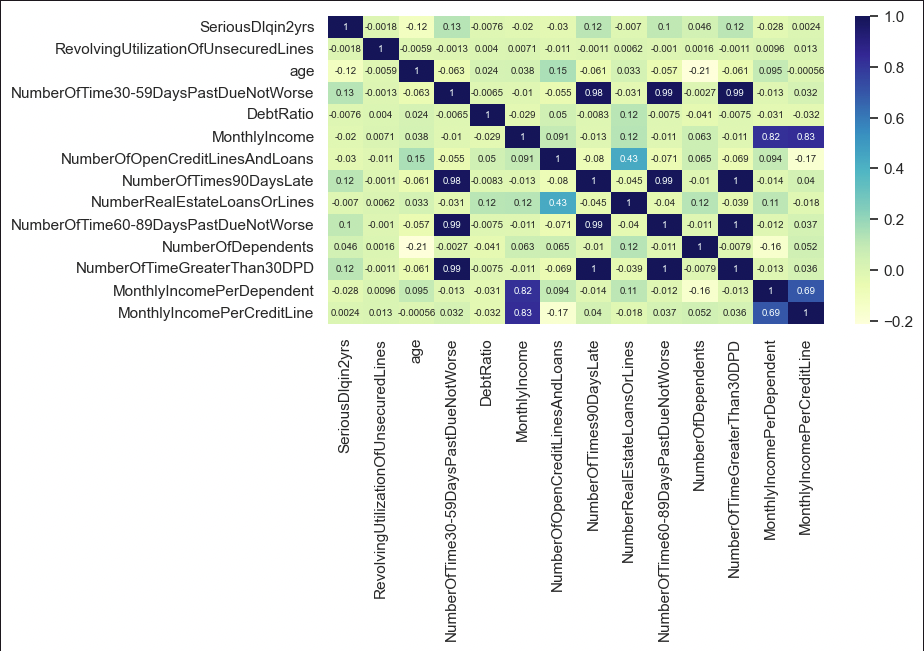 SeriousDlqin2yrs 1 -0.0018 -0.12 0.13 -0.0076 -0.02 -0.03 0.12 -0.007 0.1 0.046 0.12 -0.028 0.0024
RevolvingUtilizationOfUnsecuredLines -0.0018 1 -0.0059 -0.0013 0.004 0.0071 -0.011 -0.0011 0.0062 -0.001 0.0016 -0.0011 0.0096 0.013
age -0.12 -0.0059 1 -0.063 0.024 0.038 0.15 -0.061 0.033 -0.057 -0.21 -0.061 0.095 -0.00056
NumberOfTime30-59DaysPastDueNotWorse 0.13 -0.0013 -0.063 1 -0.0065 -0.01 -0.055 0.98 -0.031 0.99 -0.0027 0.99 -0.013 0.032
DebtRatio -0.0076 0.004 0.024 -0.0065 1 -0.029 0.05 -0.0083 0.12 -0.0075 -0.041 -0.0075 -0.031 -0.032
MonthlyIncome -0.02 0.0071 0.038 -0.01 -0.029 1 0.091 -0.013 0.12 -0.011 0.063 -0.011 0.82 0.83
NumberOfOpenCreditLinesAndLoans -0.03 -0.011 0.15 -0.055 0.05 0.091 1 -0.08 0.43 -0.071 0.065 -0.069 0.094 -0.17
NumberOfTimes90DaysLate 0.12 -0.0011 -0.061 0.98 -0.0083 -0.013 -0.08 1 -0.045 0.99 -0.01 1 -0.014 0.04
NumberRealEstateLoansOrLines -0.007 0.0062 0.033 -0.031 0.12 0.12 0.43 -0.045 1 -0.04 0.12 -0.039 0.11 -0.018
NumberOfTime60-89DaysPastDueNotWorse 0.1 -0.001 -0.057 0.99 -0.0075 -0.011 -0.071 0.99 -0.04 1 -0.011 1 -0.012 0.037
NumberOfDependents 0.046 0.0016 -0.21 -0.0027 -0.041 0.063 0.065 -0.01 0.12 -0.011 1 -0.0079 -0.16 0.052
NumberOfTimeGreaterThan30DPD 0.12 -0.0011 -0.061 0.99 -0.0075 -0.011 -0.069 1 -0.039 1 -0.0079 1 -0.013 0.036
MonthlyIncomePerDependent -0.028 0.0096 0.095 -0.013 -0.031 0.82 0.094 -0.014 0.11 -0.012 -0.16 -0.013 1 0.69
MonthlyIncomePerCreditLine 0.0024 0.013 -0.00056 0.032 -0.032 0.83 -0.17 0.04 -0.018 0.037 0.052 0.036 0.69 1
SeriousDlqin2yrs
RevolvingUtilizationOfUnsecuredLines
age
NumberOfTime30-59DaysPastDueNotWorse
DebtRatio
MonthlyIncome
NumberOfOpenCreditLinesAndLoans
NumberOfTimes90DaysLate
NumberRealEstateLoansOrLines
NumberOfTime60-89DaysPastDueNotWorse
NumberOfDependents
NumberOfTimeGreaterThan30DPD
MonthlyIncomePerDependent
MonthlyIncomePerCreditLine
1.0
0.8
0.6
0.4
0.2
0.0
−0.2